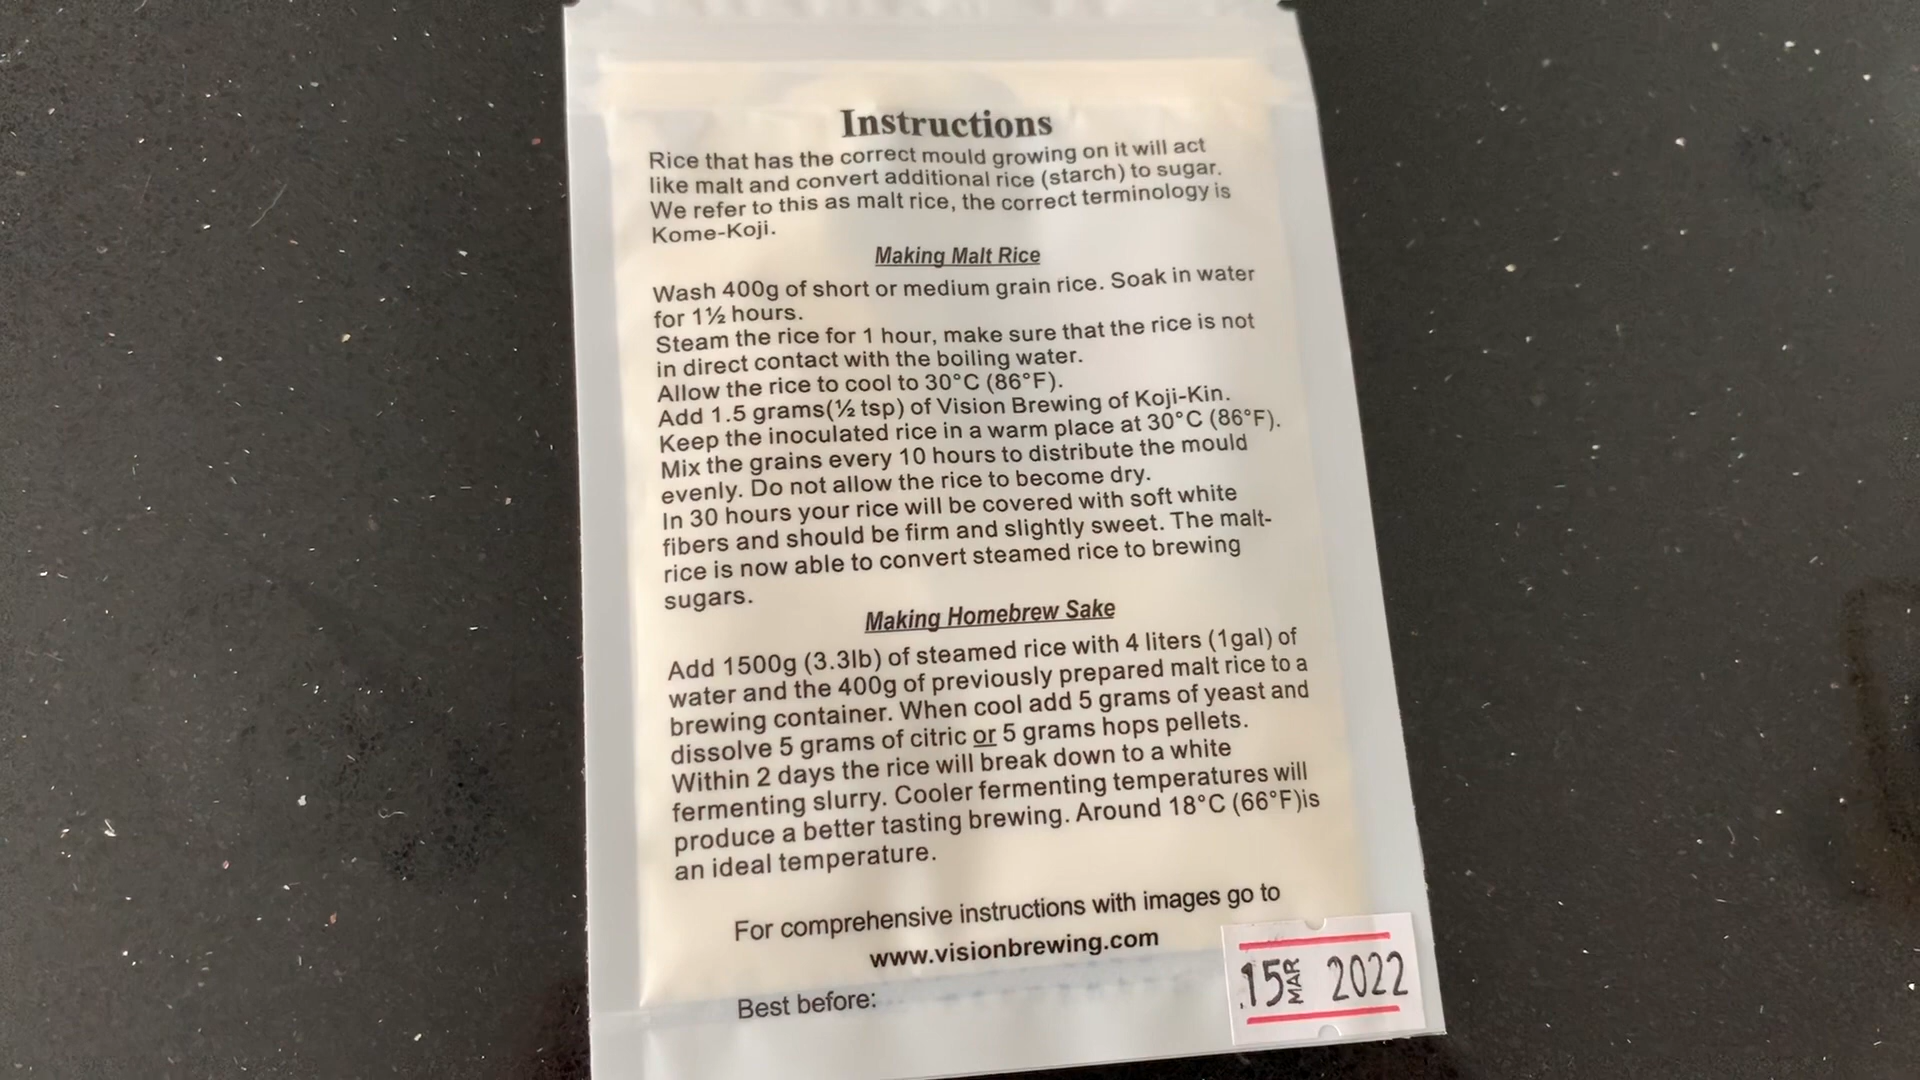 Instructions
Rice that has the correct mould growing on it will act
like malt and convert additional rice (starch) to sugar.
We refer to this as malt rice, the correct terminology is
Kome-Koji.
Making Malt Rice
Wash 400g of short or medium grain rice. Soak in water
for 1½ hours.
Steam the rice for 1 hour, make sure that the rice is not
in direct contact with the boiling water.
Allow the rice to cool to 30°C (86°F).
Add 1.5 grams(½ tsp) of Vision Brewing of Koji-Kin.
Keep the inoculated rice in a warm place at 30°C (86°F).
Mix the grains every 10 hours to distribute the mould
evenly. Do not allow the rice to become dry.
In 30 hours your rice will be covered with soft white
fibers and should be firm and slightly sweet. The malt-
rice is now able to convert steamed rice to brewing
sugars.
Making Homebrew Sake
Add 1500g (3.3lb) of steamed rice with 4 liters (1gal) of
water and the 400g of previously prepared malt rice to a
brewing container. When cool add 5 grams of yeast and
dissolve 5 grams of citric or 5 grams hops pellets.
Within 2 days the rice will break down to a white
fermenting slurry. Cooler fermenting temperatures will
produce a better tasting brewing. Around 18°C (66°F)is
an ideal temperature.
For comprehensive instructions with images go to
www.visionbrewing.com
Best before:
15 MAR 2022